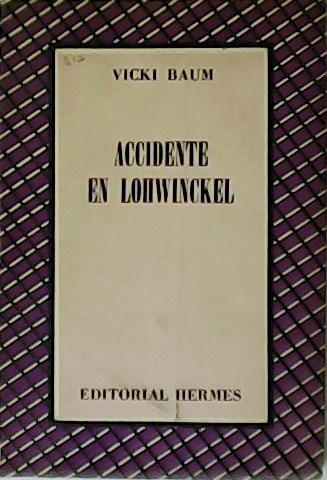 VICKI BAUM
ACCIDENTE
EN LOHWINCKEL
EDITORIAL HERMES